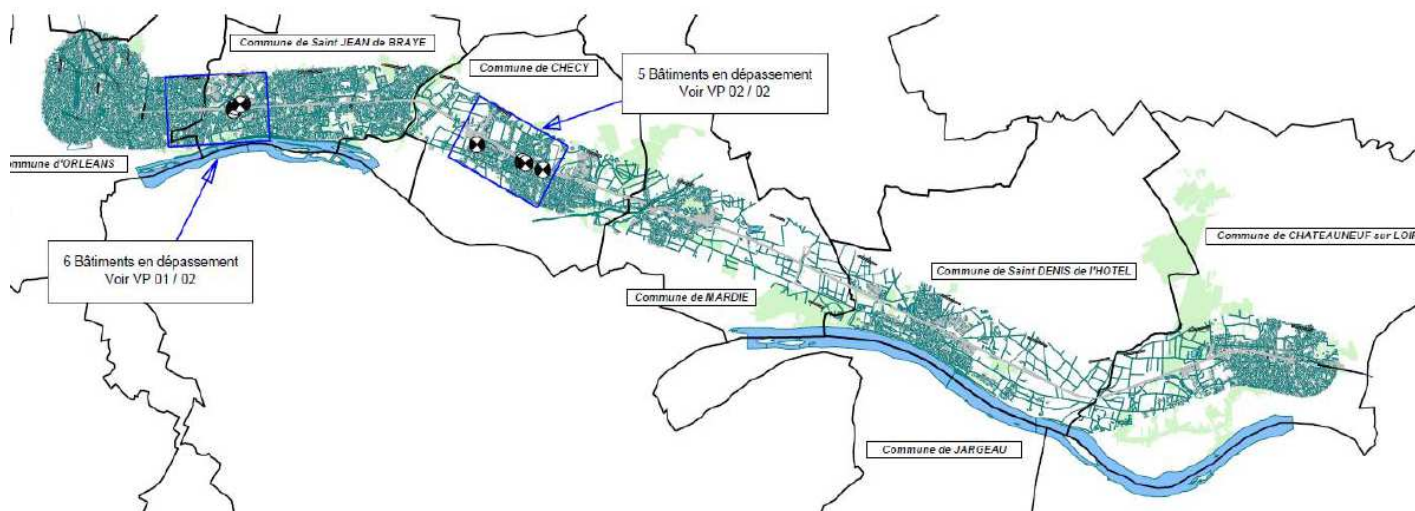 Commune de Saint JEAN de BRAYE
Commune de CHECY
5 Bâtiments en dépassement
Voir VP 02 / 02
ommune d'ORLEANS
6 Bâtiments en dépassement
Voir VP 01 / 02
Commune de CHATEAUNEUF sur LOIR
Commune de Saint DENIS de l'HOTEL
Commune de MARDIE
Commune de JARGEAU